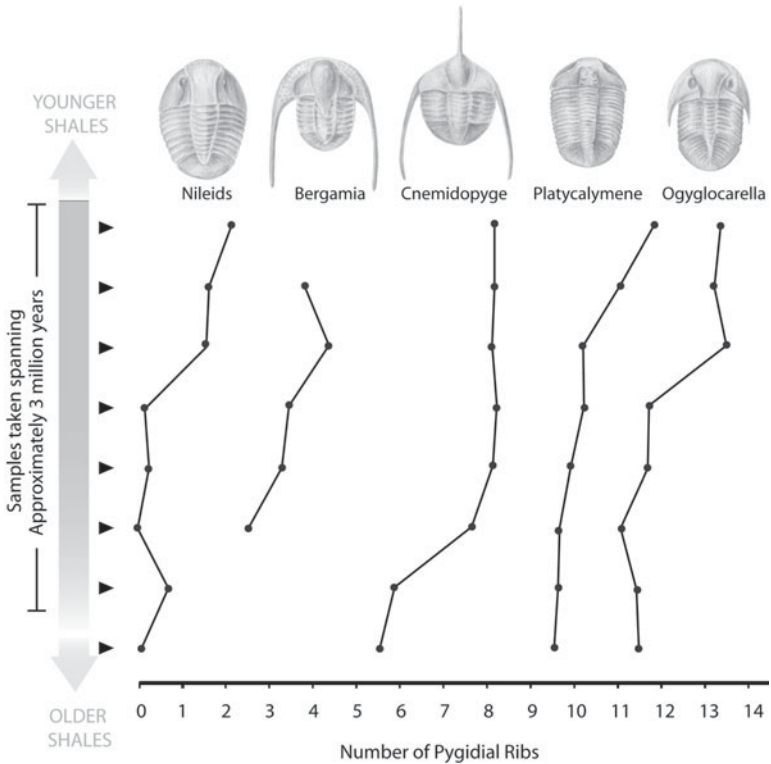 YOUNGER
SHALES
Nileids
Bergamia
Cnemidopyge
Platycalymene
Ogyglocarella
Samples taken spanning
Approximately 3 million years
0 1 2 3 4 5 6 7 8 9 10 11 12 13 14
OLDER
SHALES
Number of Pygidial Ribs